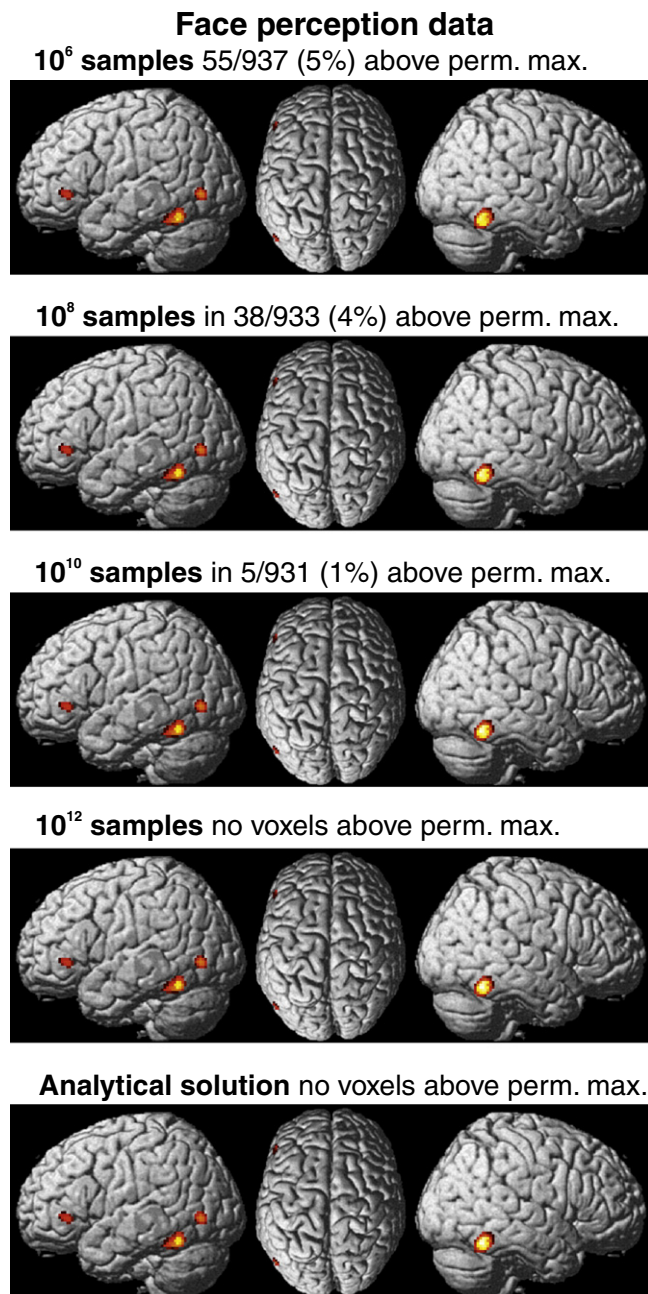 Face perception data
10⁶ samples 55/937 (5%) above perm. max.
10⁸ samples in 38/933 (4%) above perm. max.
10¹⁰ samples in 5/931 (1%) above perm. max.
10¹² samples no voxels above perm. max.
Analytical solution no voxels above perm. max.